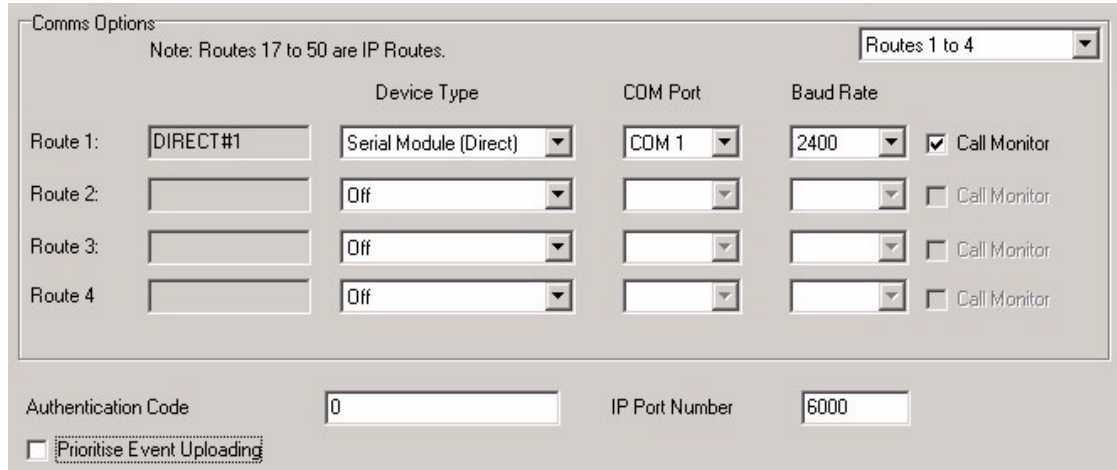 Comms Options
Note: Routes 17 to 50 are IP Routes.
Routes 1 to 4
Device Type COM Port Baud Rate
Route 1: DIRECT#1 Serial Module (Direct) COM 1 2400 Call Monitor
Route 2: Off Call Monitor
Route 3: Off Call Monitor
Route 4 Off Call Monitor
Authentication Code 0 IP Port Number 6000
Prioritise Event Uploading